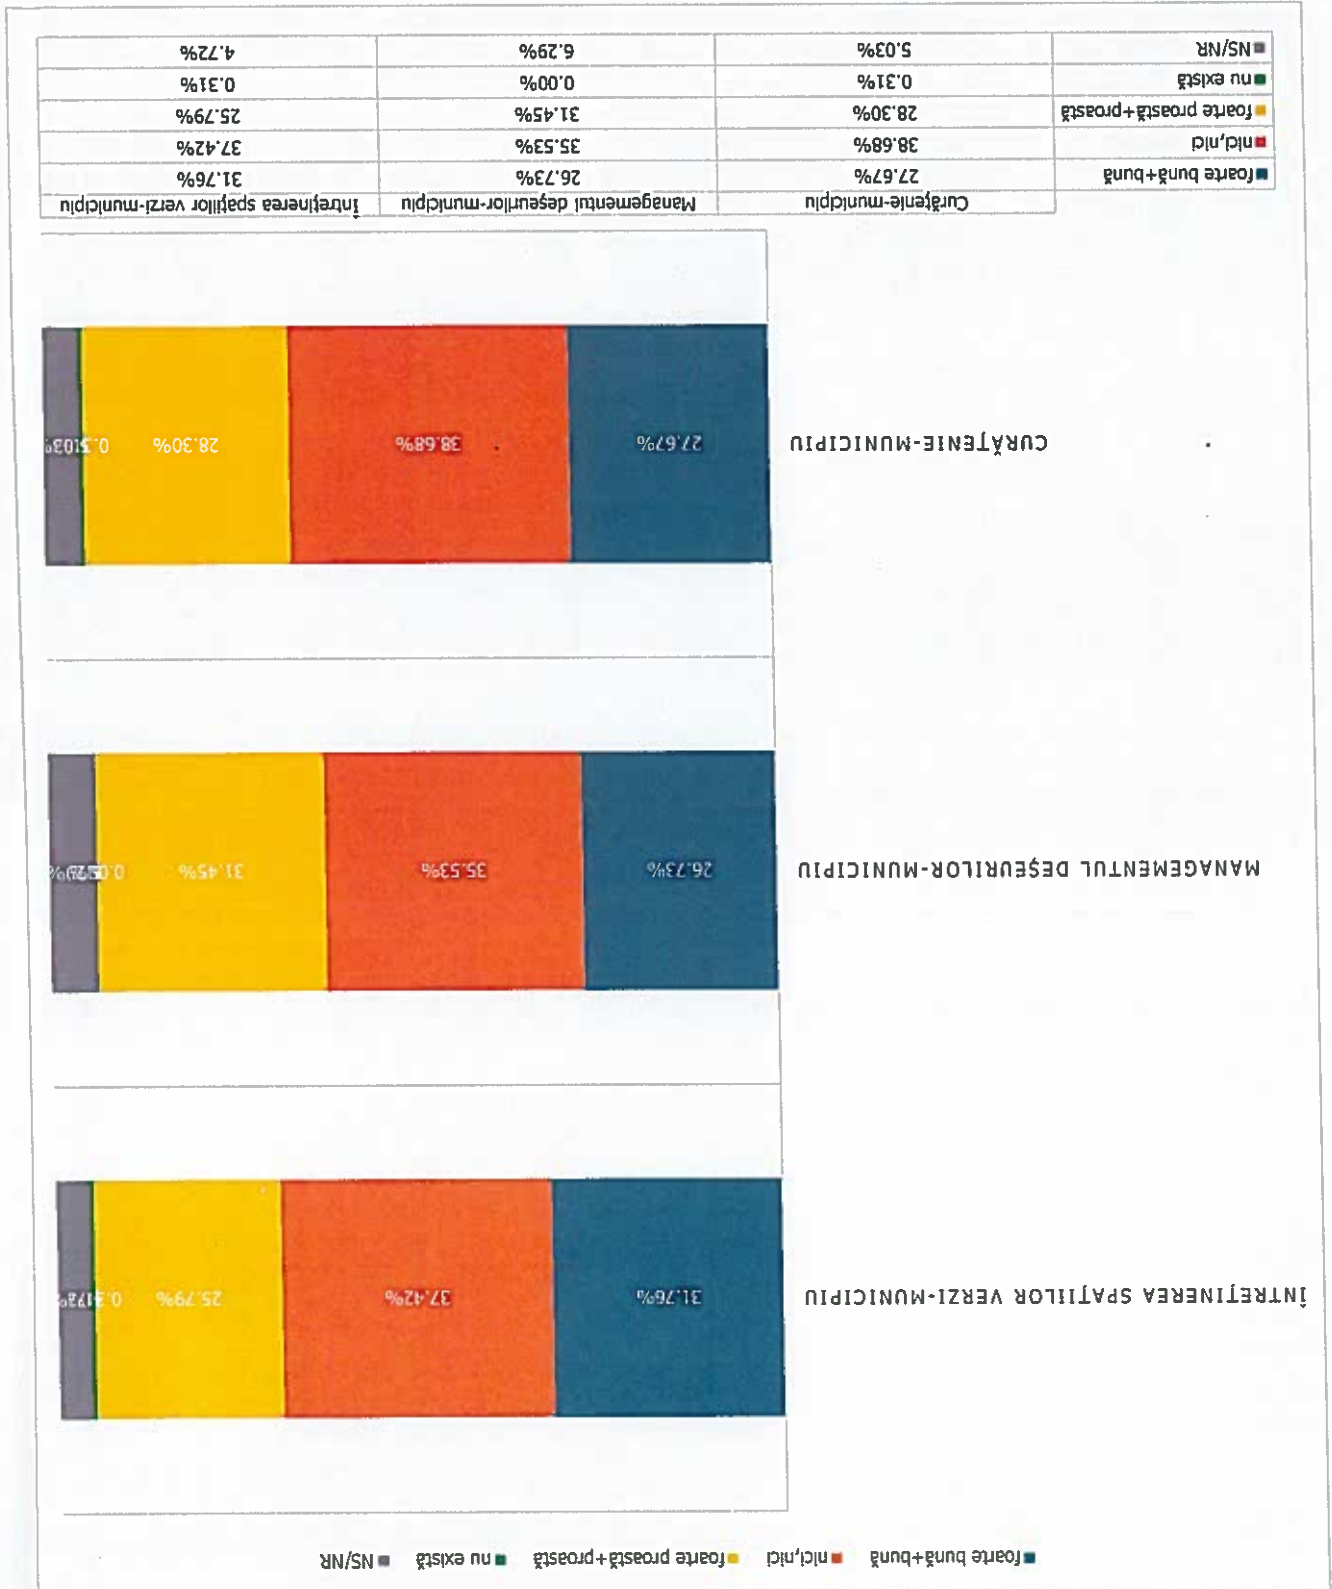 foarte bună+bună nici,nici foarte proastă+proastă nu există NS/NR
ÎNTREȚINEREA SPAȚIILOR VERZI-MUNICIPIU
31.76% 37.42% 25.79%
MANAGEMENTUL DEȘEURILOR-MUNICIPIU
26.73% 35.53% 31.45%
CURĂȚENIE-MUNICIPIU
27.67% 38.68% 28.30%
Curățenie-municipiu Managementul deșeurilor-municipiu Întreținerea spațiilor verzi-municipiu
foarte bună+bună 27.67% 26.73% 31.76%
nici,nici 38.68% 35.53% 37.42%
foarte proastă+proastă 28.30% 31.45% 25.79%
nu există 0.31% 0.00% 0.31%
NS/NR 5.03% 6.29% 4.72%